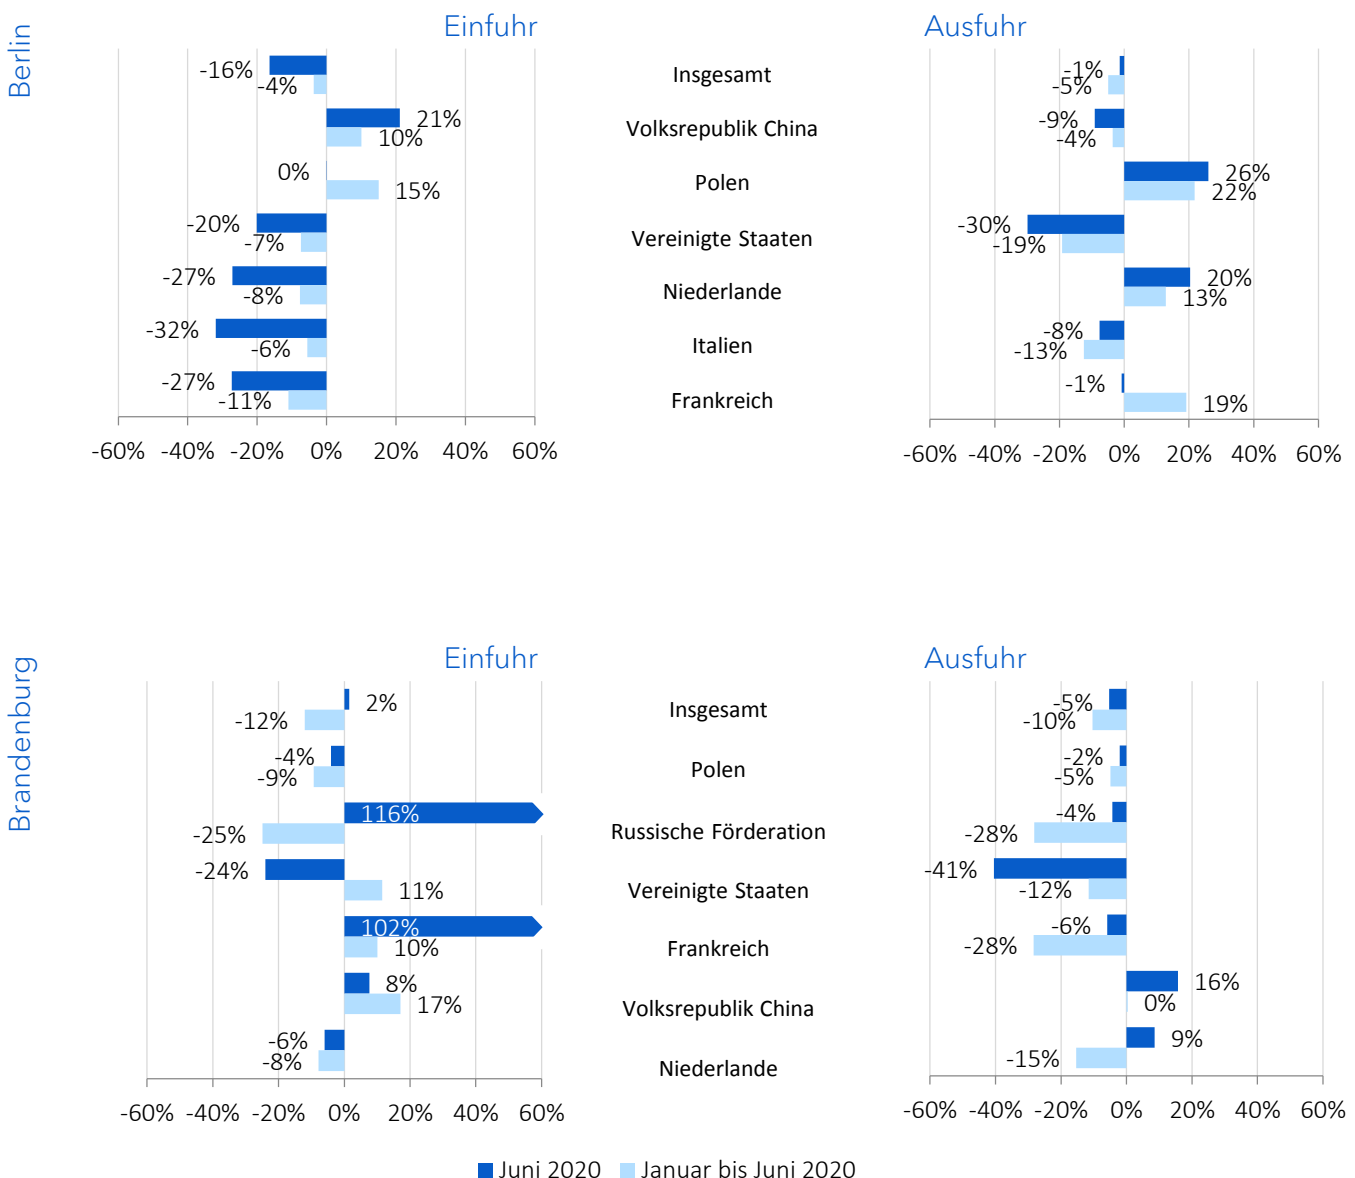 Berlin
Einfuhr
Ausfuhr
-16%
-4%
Insgesamt
-1%
-5%
21%
10%
Volksrepublik China
-9%
-4%
0%
15%
Polen
26%
22%
-20%
-7%
Vereinigte Staaten
-30%
-19%
-27%
-8%
Niederlande
20%
13%
-32%
-6%
Italien
-8%
-13%
-27%
-11%
Frankreich
-1%
19%
-60% -40% -20% 0% 20% 40% 60%
-60% -40% -20% 0% 20% 40% 60%
Brandenburg
Einfuhr
Ausfuhr
2%
-12%
Insgesamt
-5%
-10%
-4%
-9%
Polen
-2%
-5%
116%
-25%
Russische Förderation
-4%
-28%
-24%
11%
Vereinigte Staaten
-41%
-12%
102%
10%
Frankreich
-6%
-28%
8%
17%
Volksrepublik China
16%
0%
-6%
-8%
Niederlande
9%
-15%
-60% -40% -20% 0% 20% 40% 60%
-60% -40% -20% 0% 20% 40% 60%
Juni 2020 Januar bis Juni 2020